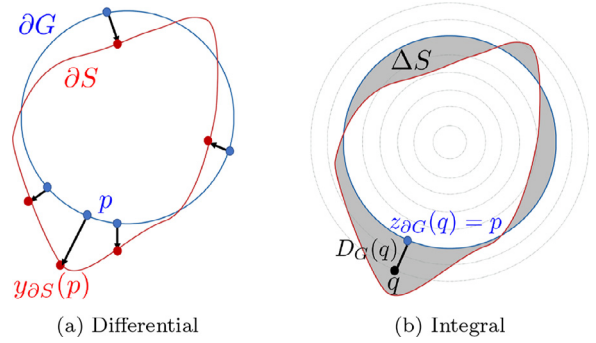 ∂G
∂S
p
y∂S(p)
(a) Differential
ΔS
z∂G(q) = p
DG(q)
q
(b) Integral